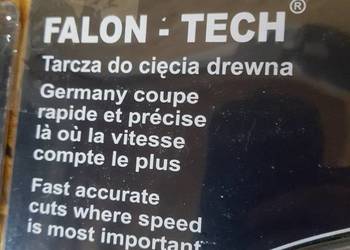 FALON - TECH®
Tarcza do cięcia drewna
Germany coupe
rapide et précise
là où la vitesse
compte le plus
Fast accurate
cuts where speed
is most important